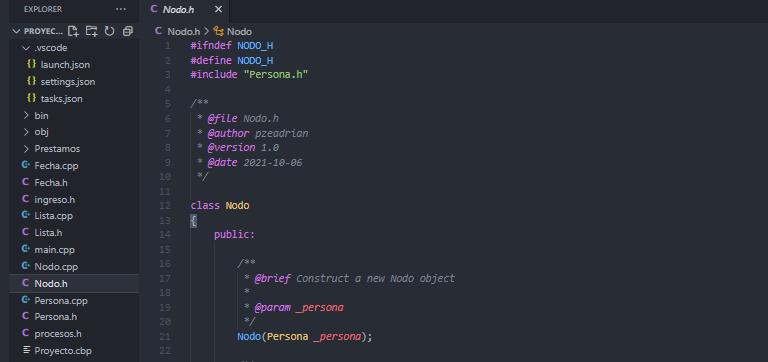 EXPLORER
...
Nodo.h
PROYEC...
.vscode
launch.json
settings.json
tasks.json
bin
obj
Prestamos
Fecha.cpp
Fecha.h
ingreso.h
Lista.cpp
Lista.h
main.cpp
Nodo.cpp
Nodo.h
Persona.cpp
Persona.h
procesos.h
Proyecto.cbp
C Nodo.h > Nodo
1 #ifndef NODO_H
2 #define NODO_H
3 #include "Persona.h"
4
5 /**
6 * @file Nodo.h
7 * @author pzeadrian
8 * @version 1.0
9 * @date 2021-10-06
10 */
11
12 class Nodo
13 {
14 public:
15
16 /**
17 * @brief Construct a new Nodo object
18 *
19 * @param _persona
20 */
21 Nodo(Persona _persona);
22